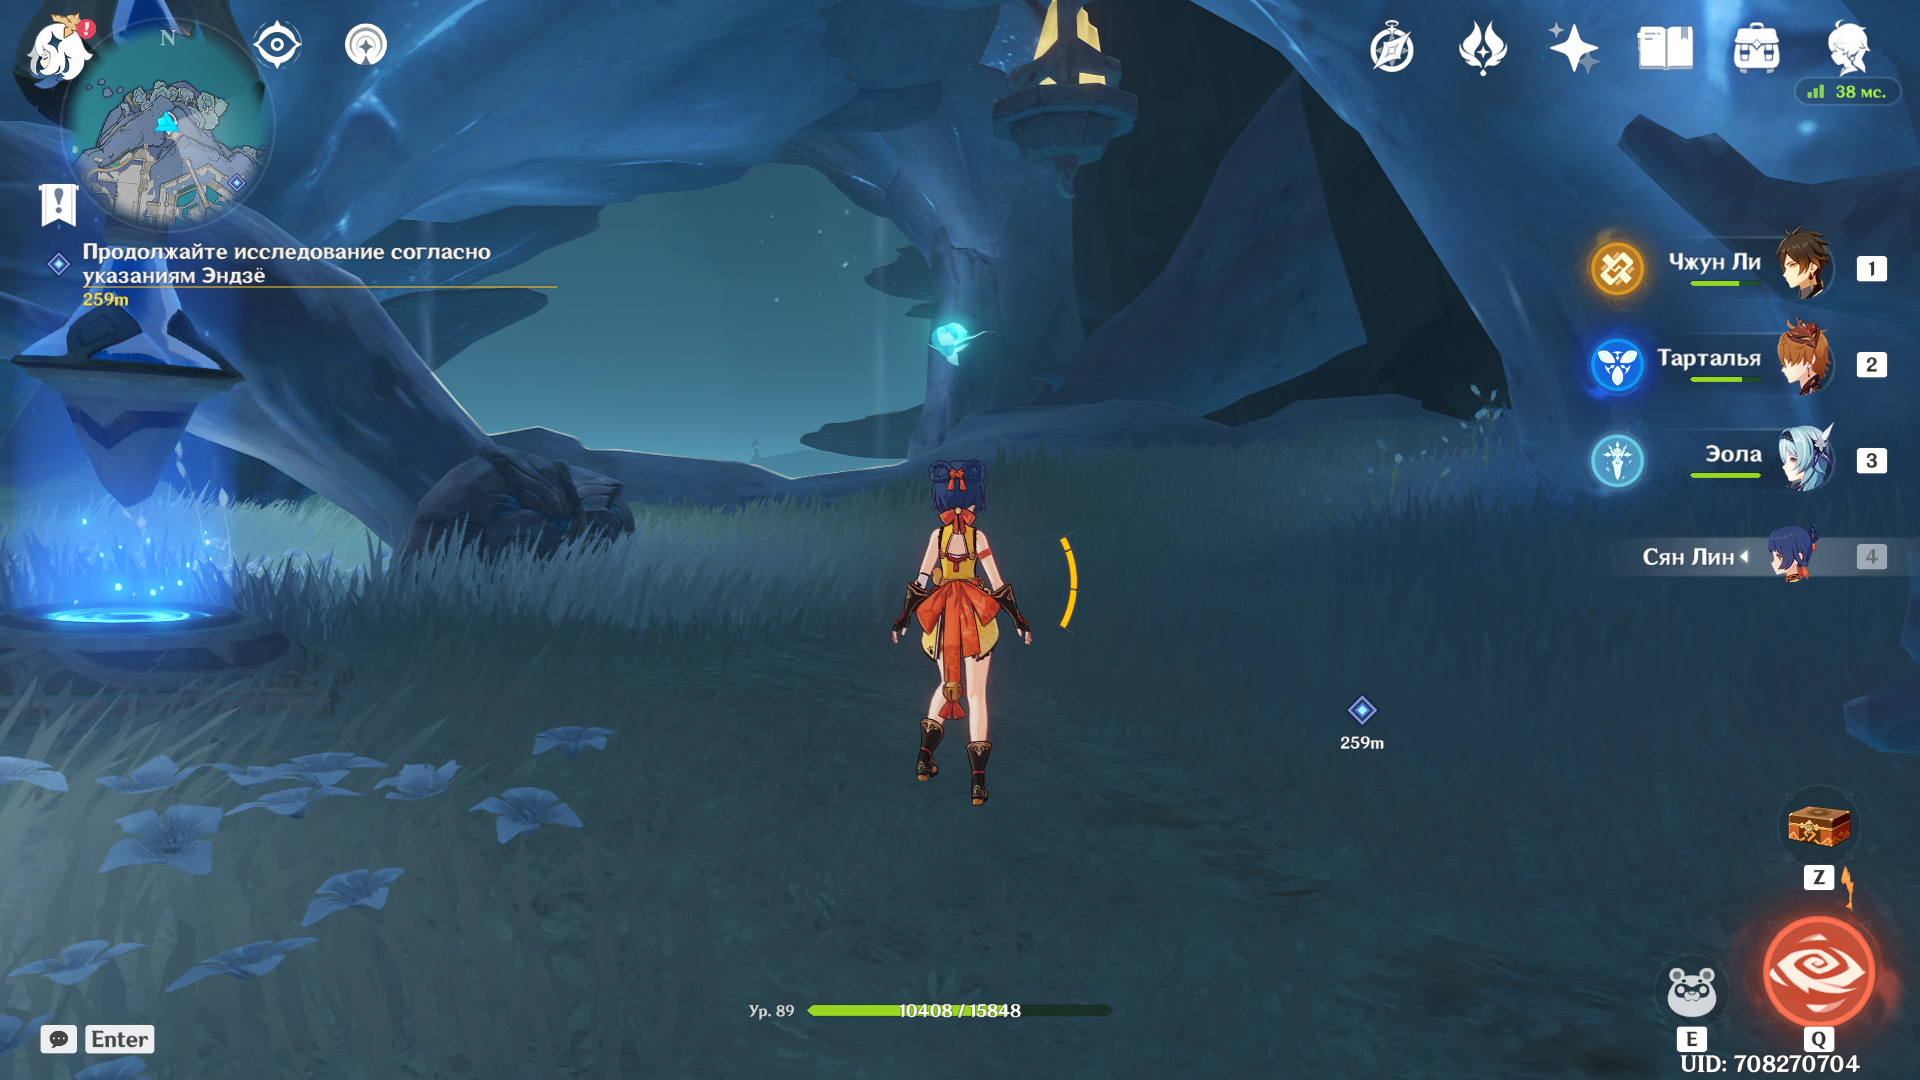 N
38 мс.
Продолжайте исследование согласно
указаниям Эндзё
259m
Чжун Ли
1
Тарталья
2
Эола
3
Сян Лин
4
259m
Z
Ур. 89
10408 / 15848
Enter
E
Q
UID: 708270704